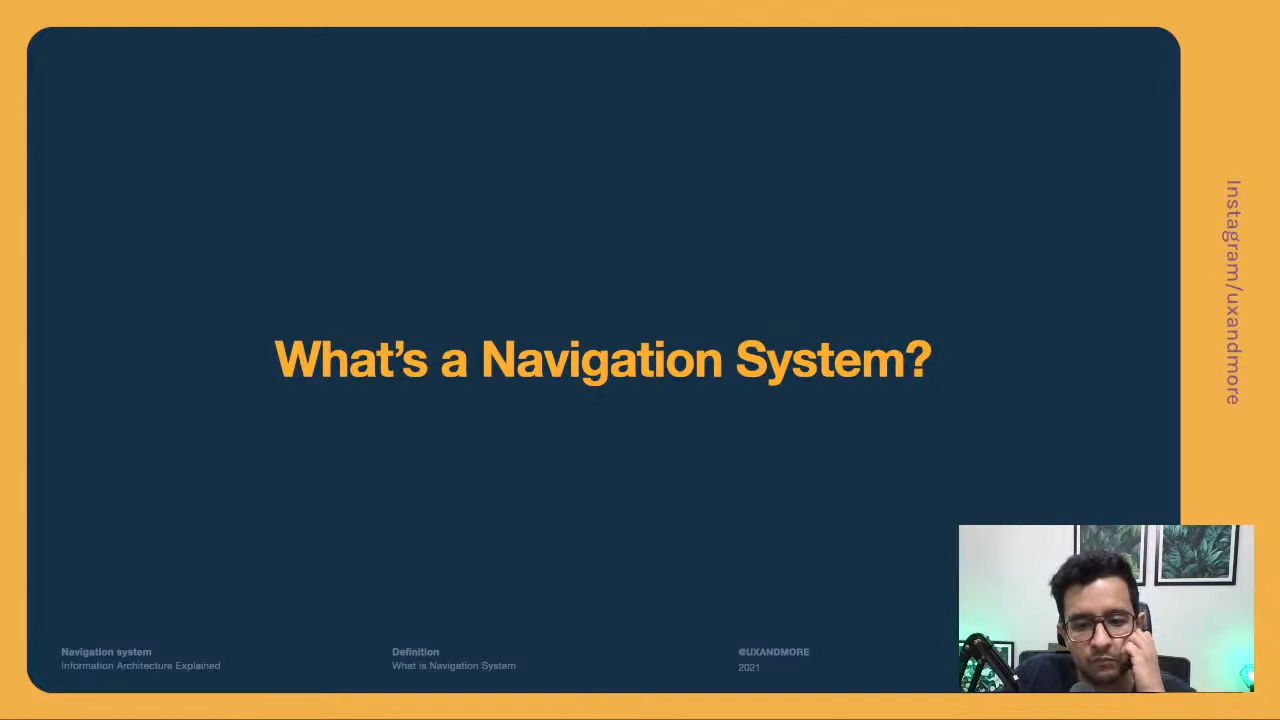 What’s a Navigation System?
Instagram/uxandmore
Navigation system
Information Architecture Explained
Definition
What is Navigation System
@UXANDMORE
2021